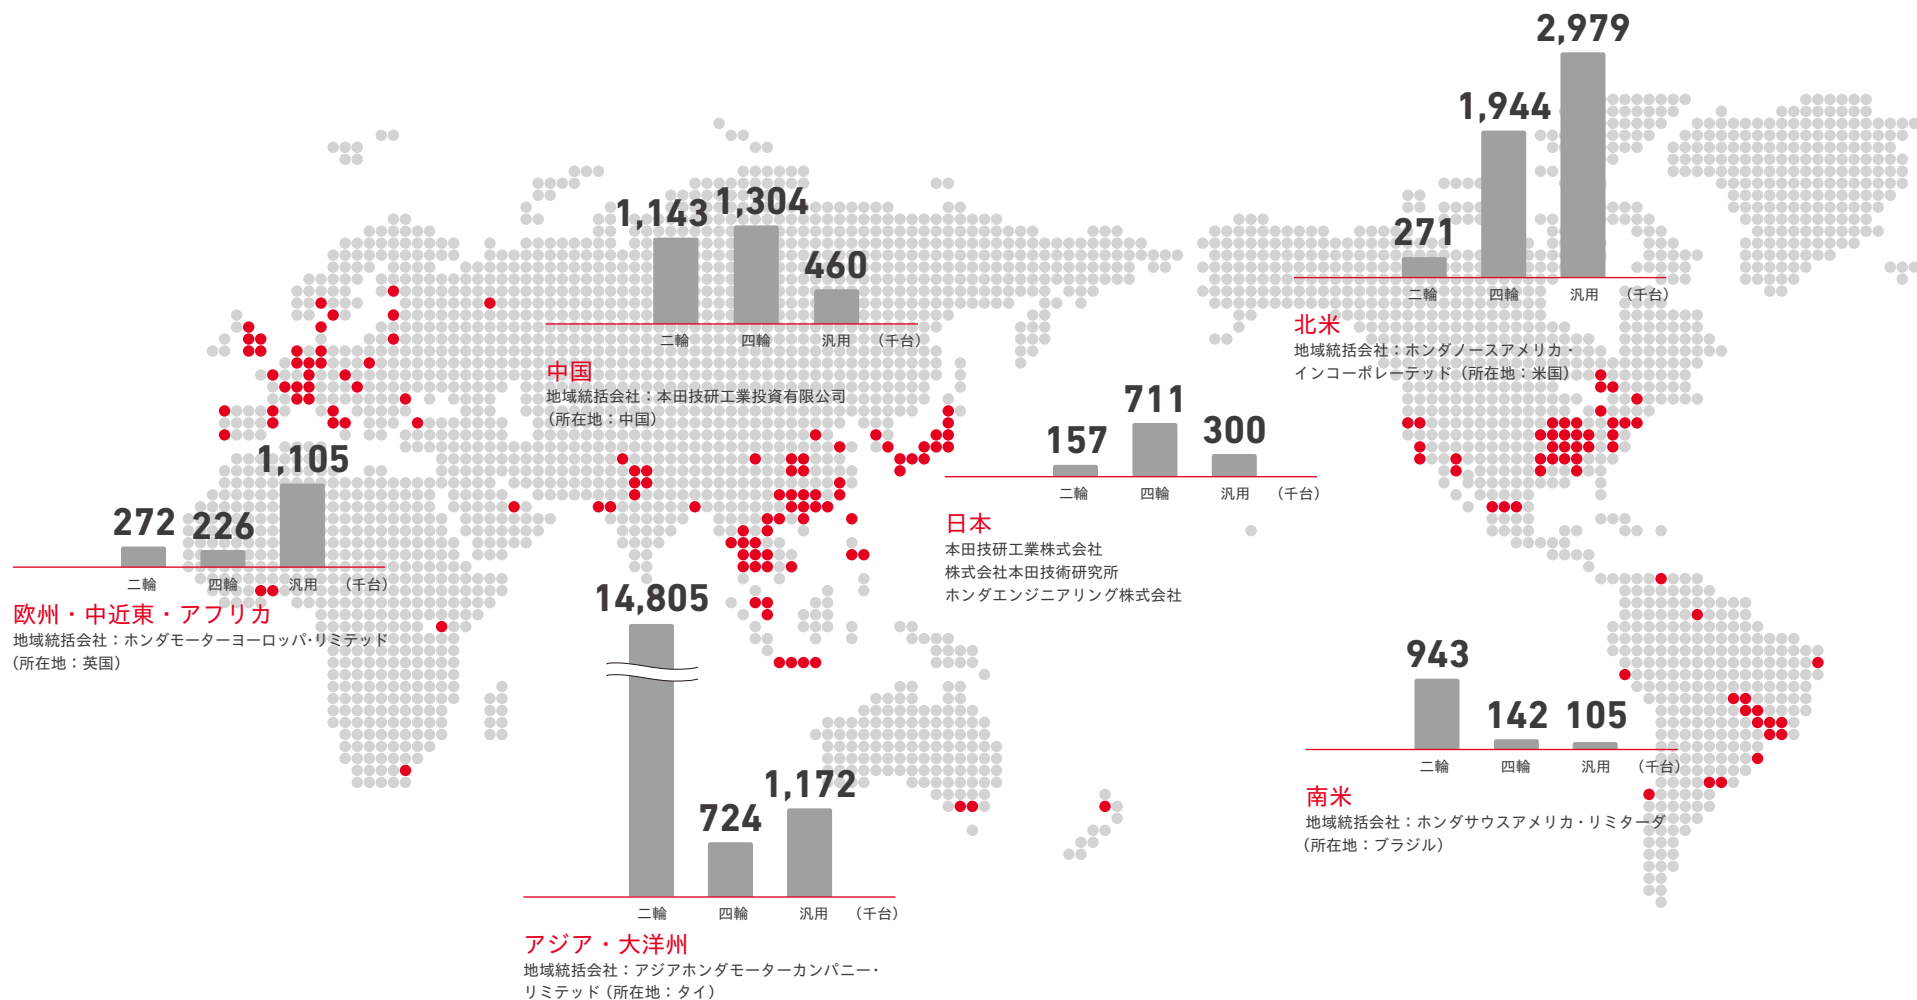 2,979
1,944
271
二輪 四輪 汎用 (千台)
北米
地域統括会社：ホンダノースアメリカ・
インコーポレーテッド（所在地：米国）
1,143 1,304
460
二輪 四輪 汎用 (千台)
中国
地域統括会社：本田技研工業投資有限公司
（所在地：中国）
711
157 300
二輪 四輪 汎用 (千台)
日本
本田技研工業株式会社
株式会社本田技術研究所
ホンダエンジニアリング株式会社
1,105
272 226
二輪 四輪 汎用 (千台)
欧州・中近東・アフリカ
地域統括会社：ホンダモーターヨーロッパ・リミテッド
（所在地：英国）
14,805
724
1,172
二輪 四輪 汎用 (千台)
アジア・大洋州
地域統括会社：アジアホンダモーターカンパニー・
リミテッド（所在地：タイ）
943
142 105
二輪 四輪 汎用 (千台)
南米
地域統括会社：ホンダサウスアメリカ・リミターダ
（所在地：ブラジル）